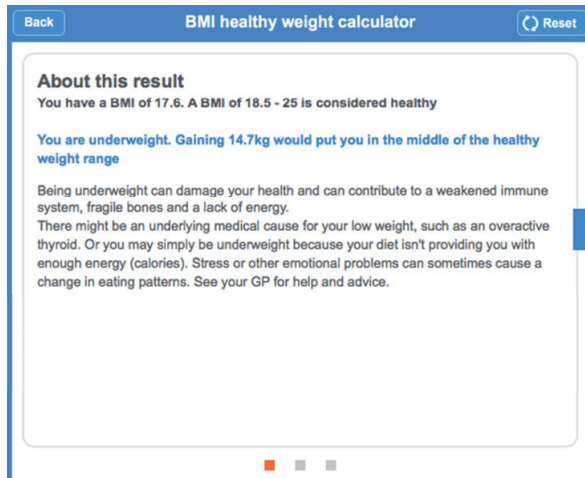 Back
BMI healthy weight calculator
Reset
About this result
You have a BMI of 17.6. A BMI of 18.5 - 25 is considered healthy
You are underweight. Gaining 14.7kg would put you in the middle of the healthy
weight range
Being underweight can damage your health and can contribute to a weakened immune
system, fragile bones and a lack of energy.
There might be an underlying medical cause for your low weight, such as an overactive
thyroid. Or you may simply be underweight because your diet isn't providing you with
enough energy (calories). Stress or other emotional problems can sometimes cause a
change in eating patterns. See your GP for help and advice.